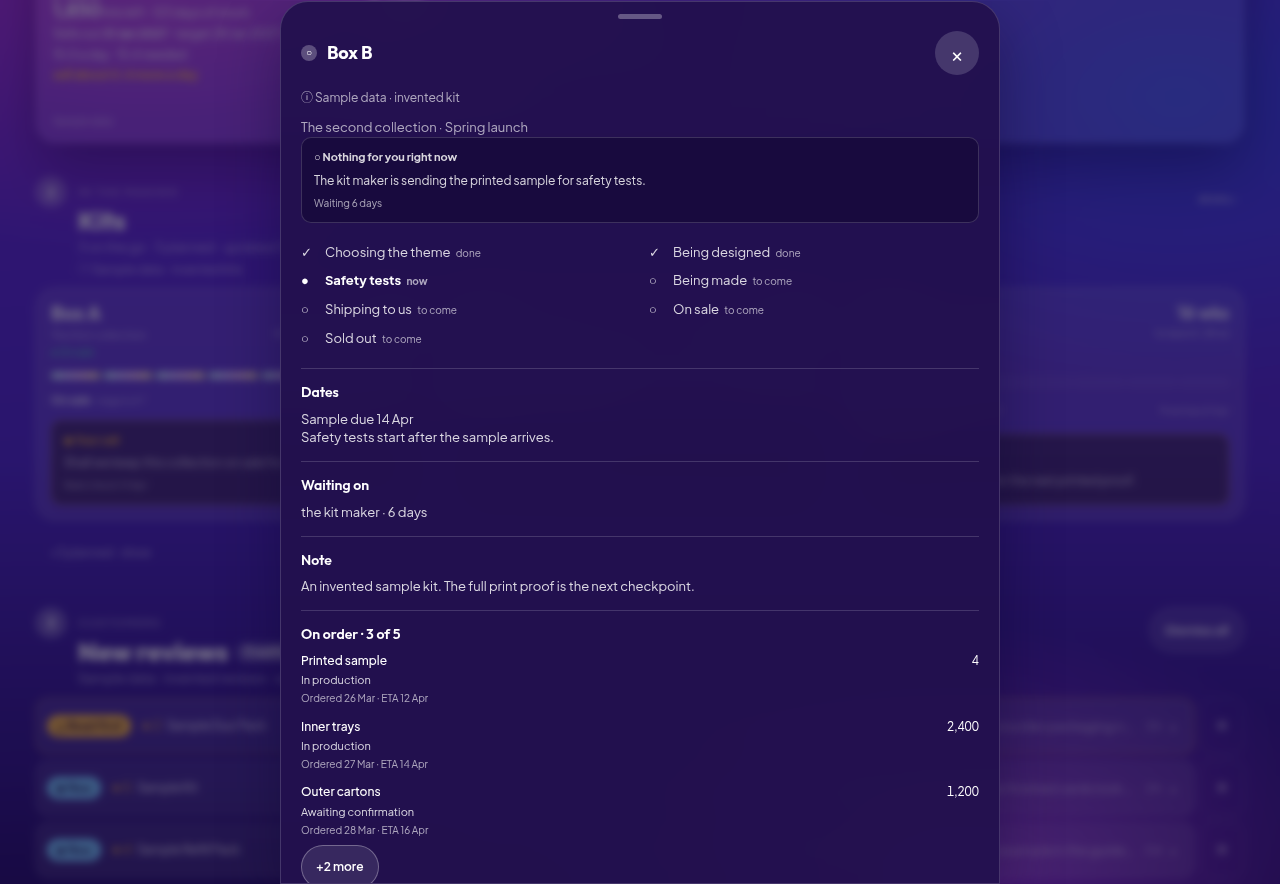 Box B
×
ⓘ Sample data · invented kit
The second collection · Spring launch
○ Nothing for you right now
The kit maker is sending the printed sample for safety tests.
Waiting 6 days
✓ Choosing the theme done
✓ Being designed done
● Safety tests now
○ Being made to come
○ Shipping to us to come
○ On sale to come
○ Sold out to come
Dates
Sample due 14 Apr
Safety tests start after the sample arrives.
Waiting on
the kit maker · 6 days
Note
An invented sample kit. The full print proof is the next checkpoint.
On order · 3 of 5
Printed sample 4
In production
Ordered 26 Mar · ETA 12 Apr
Inner trays 2,400
In production
Ordered 27 Mar · ETA 14 Apr
Outer cartons 1,200
Awaiting confirmation
Ordered 28 Mar · ETA 16 Apr
+2 more
Kits
Box A
New reviews